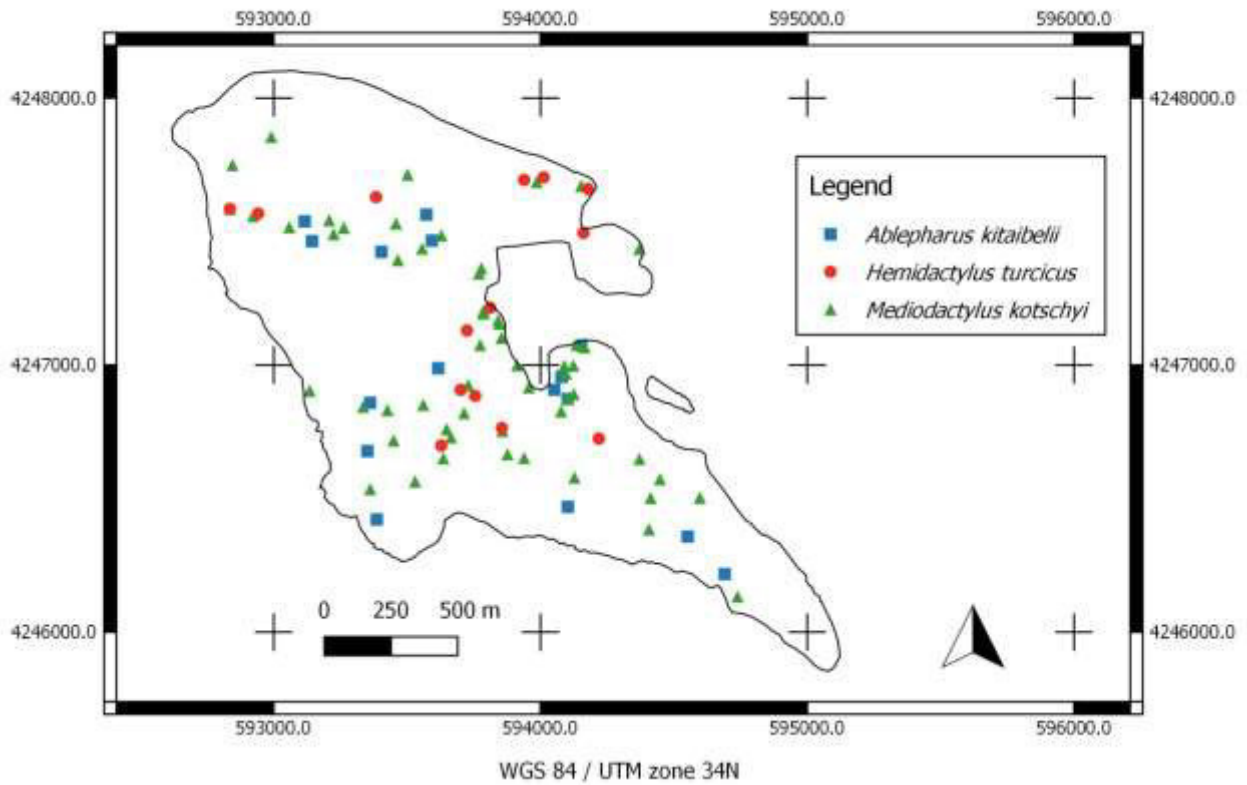 593000.0 594000.0 595000.0 596000.0
4248000.0 4248000.0
Legend
Ablepharus kitaibelii
Hemidactylus turcicus
Mediodactylus kotschyi
4247000.0 4247000.0
0 250 500 m
4246000.0 4246000.0
593000.0 594000.0 595000.0 596000.0
WGS 84 / UTM zone 34N